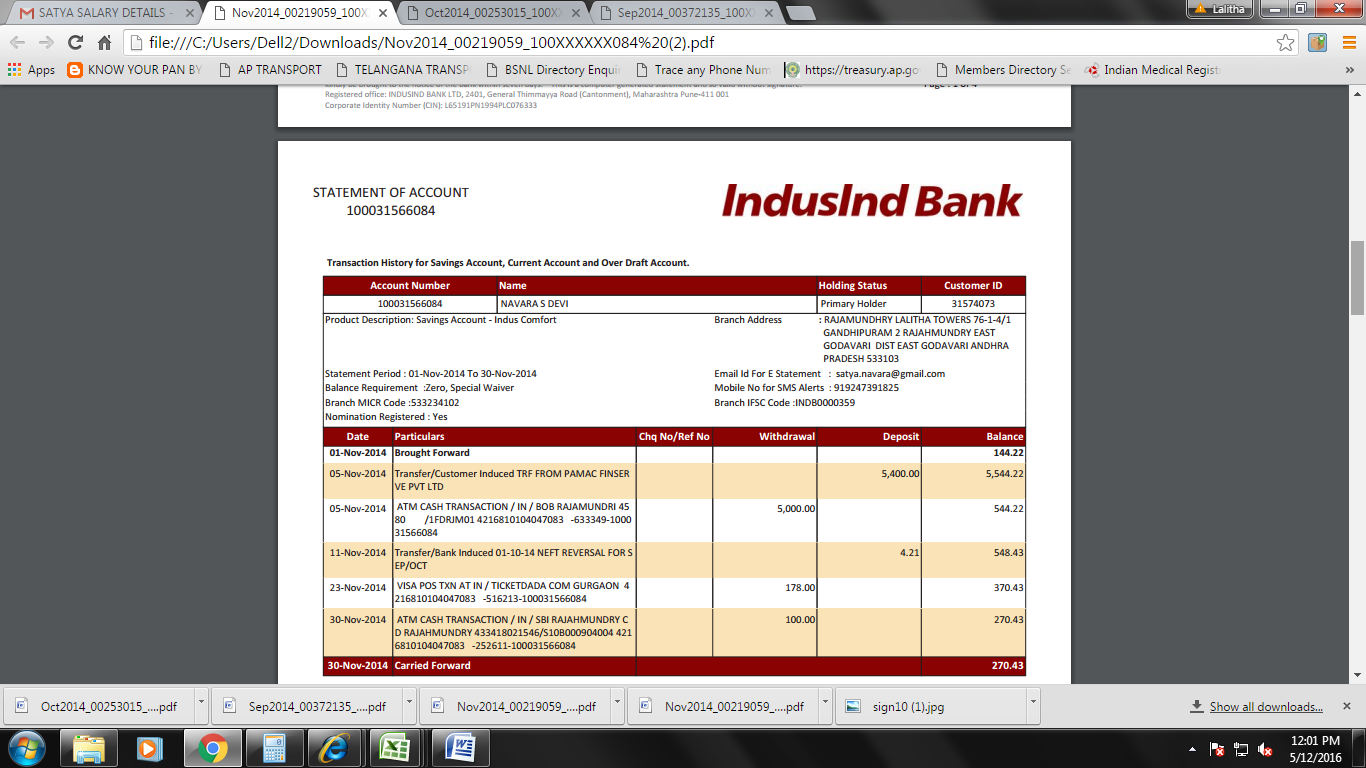 SATYA SALARY DETAILS -
Nov2014_00219059_100X
Oct2014_00253015_100XX
Sep2014_00372135_100XX
Lalitha
file:///C:/Users/Dell2/Downloads/Nov2014_00219059_100XXXXXX084%20(2).pdf
Apps KNOW YOUR PAN BY AP TRANSPORT TELANGANA TRANSP BSNL Directory Enquir Trace any Phone Num https://treasury.ap.go Members Directory Se Indian Medical Regist
Registered office: INDUSIND BANK LTD, 2401, General Thimmayya Road (Cantonment), Maharashtra Pune-411 001
Corporate Identity Number (CIN): L65191PN1994PLC076333
STATEMENT OF ACCOUNT
100031566084
IndusInd Bank
Transaction History for Savings Account, Current Account and Over Draft Account.
Account Number Name Holding Status Customer ID
100031566084 NAVARA S DEVI Primary Holder 31574073
Product Description: Savings Account - Indus Comfort
Branch Address : RAJAMUNDHRY LALITHA TOWERS 76-1-4/1
GANDHIPURAM 2 RAJAHMUNDRY EAST
GODAVARI DIST EAST GODAVARI ANDHRA
PRADESH 533103
Statement Period : 01-Nov-2014 To 30-Nov-2014 Email Id For E Statement : satya.navara@gmail.com
Balance Requirement :Zero, Special Waiver Mobile No for SMS Alerts : 919247391825
Branch MICR Code :533234102 Branch IFSC Code :INDB0000359
Nomination Registered : Yes
Date Particulars Chq No/Ref No Withdrawal Deposit Balance
01-Nov-2014 Brought Forward 144.22
05-Nov-2014 Transfer/Customer Induced TRF FROM PAMAC FINSER 5,400.00 5,544.22
VE PVT LTD
05-Nov-2014 ATM CASH TRANSACTION / IN / BOB RAJAMUNDRI 45 5,000.00 544.22
80 /1FDRJM01 4216810104047083 -633349-1000
31566084
11-Nov-2014 Transfer/Bank Induced 01-10-14 NEFT REVERSAL FOR S 4.21 548.43
EP/OCT
23-Nov-2014 VISA POS TXN AT IN / TICKETDADA COM GURGAON 4 178.00 370.43
216810104047083 -516213-100031566084
30-Nov-2014 ATM CASH TRANSACTION / IN / SBI RAJAHMUNDRY C 100.00 270.43
D RAJAHMUNDRY 433418021546/S10B000904004 421
6810104047083 -252611-100031566084
30-Nov-2014 Carried Forward 270.43
Oct2014_00253015_....pdf Sep2014_00372135_....pdf Nov2014_00219059_....pdf Nov2014_00219059_....pdf sign10 (1).jpg Show all downloads...
12:01 PM
5/12/2016